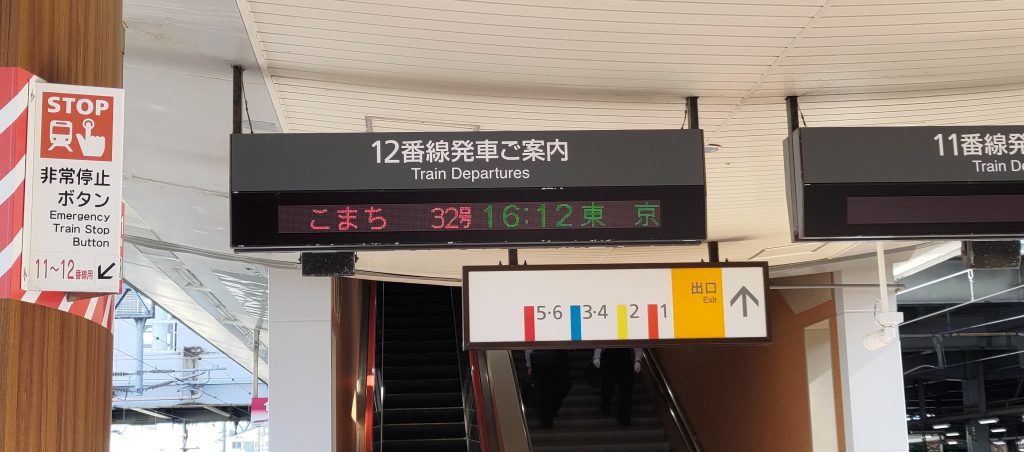 STOP
非常停止
ボタン
Emergency
Train Stop
Button
11～12番線用
12番線発車ご案内
Train Departures
こまち 32号 16:12 東 京
5·6 3·4 2 1 出口
Exit
11番線発
Train De